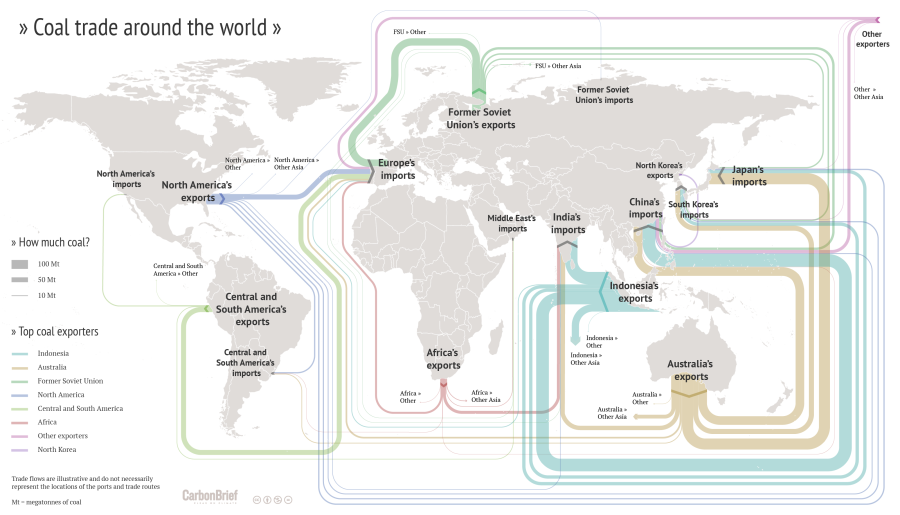 » Coal trade around the world »
FSU » Other
FSU » Other Asia
Other
exporters
Other »
Other Asia
Former Soviet
Union's imports
Former Soviet
Union's exports
North America »
Other
North America »
Other Asia
Europe's
imports
North America's
imports
North America's
exports
North Korea's
exports
Japan's
imports
South Korea's
imports
China's
imports
Middle East's
imports
India's
imports
» How much coal?
100 Mt
50 Mt
10 Mt
Central and South
America » Other
Central and
South America's
exports
Indonesia's
exports
» Top coal exporters
Indonesia
Australia
Former Soviet Union
North America
Central and South America
Africa
Other exporters
North Korea
Central and
South America's
imports
Africa's
exports
Indonesia »
Other
Indonesia »
Other Asia
Australia's
exports
Africa »
Other
Africa »
Other Asia
Australia »
Other
Australia »
Other Asia
Trade flows are illustrative and do not necessarily
represent the locations of the ports and trade routes
Mt = megatonnes of coal
CarbonBrief